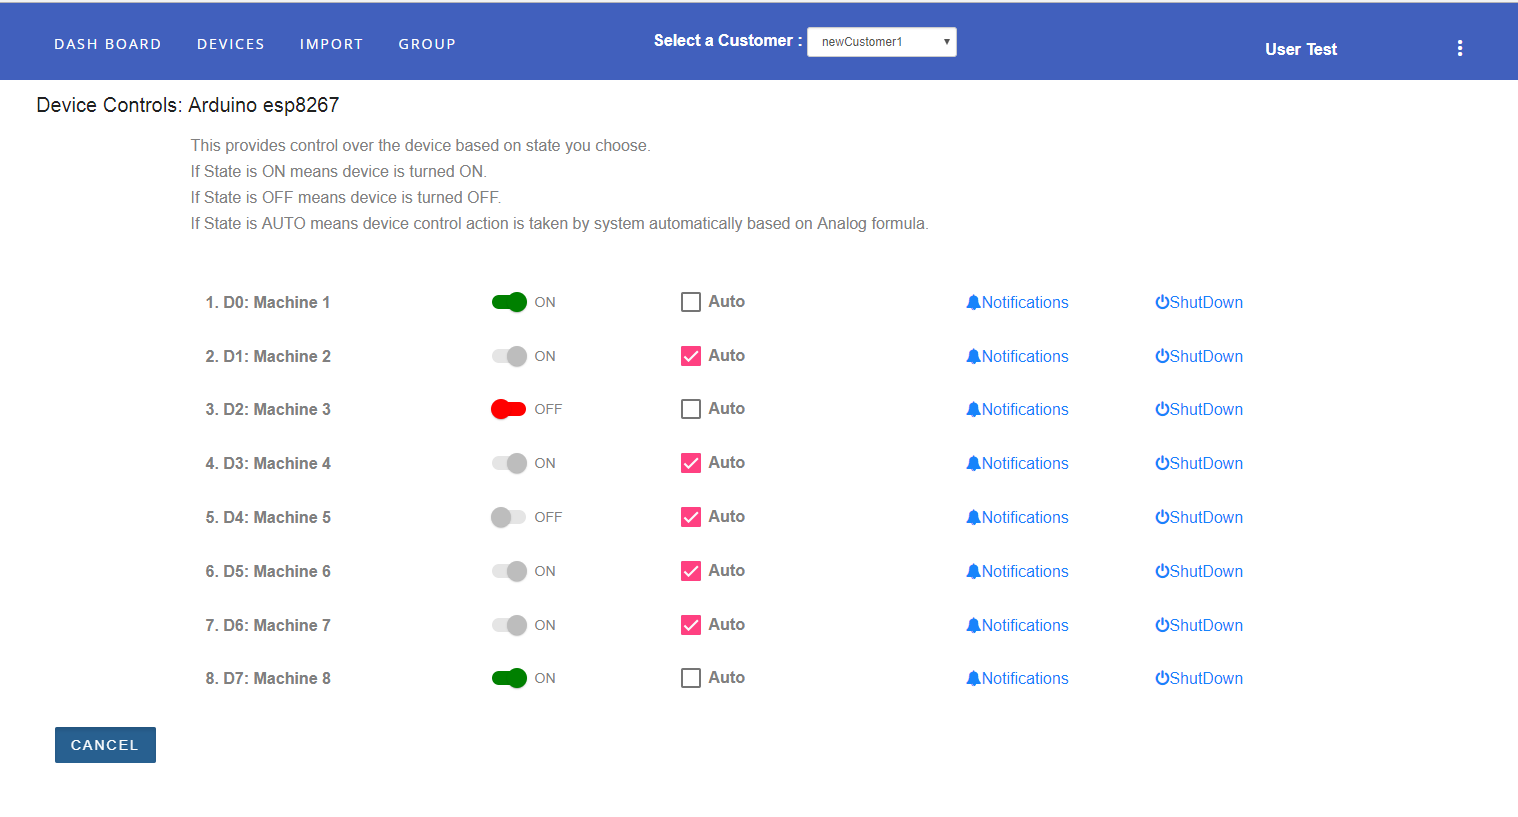 DASH BOARD DEVICES IMPORT GROUP Select a Customer : newCustomer1 User Test
Device Controls: Arduino esp8267
This provides control over the device based on state you choose.
If State is ON means device is turned ON.
If State is OFF means device is turned OFF.
If State is AUTO means device control action is taken by system automatically based on Analog formula.
1. D0: Machine 1 ON Auto Notifications ShutDown
2. D1: Machine 2 ON Auto Notifications ShutDown
3. D2: Machine 3 OFF Auto Notifications ShutDown
4. D3: Machine 4 ON Auto Notifications ShutDown
5. D4: Machine 5 OFF Auto Notifications ShutDown
6. D5: Machine 6 ON Auto Notifications ShutDown
7. D6: Machine 7 ON Auto Notifications ShutDown
8. D7: Machine 8 ON Auto Notifications ShutDown
CANCEL